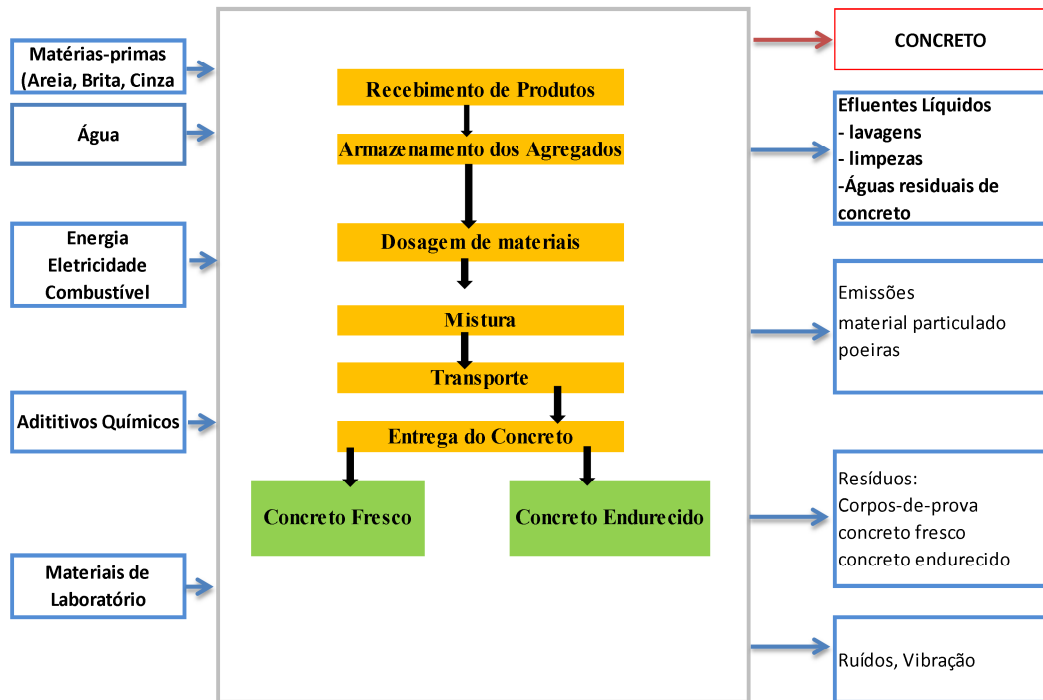 Matérias-primas
(Areia, Brita, Cinza
Água
Energia
Eletricidade
Combustível
Adititivos Químicos
Materiais de
Laboratório
Recebimento de Produtos
Armazenamento dos Agregados
Dosagem de materiais
Mistura
Transporte
Entrega do Concreto
Concreto Fresco
Concreto Endurecido
CONCRETO
Efluentes Líquidos
- lavagens
- limpezas
-Águas residuais de
concreto
Emissões
material particulado
poeiras
Resíduos:
Corpos-de-prova
concreto fresco
concreto endurecido
Ruídos, Vibração